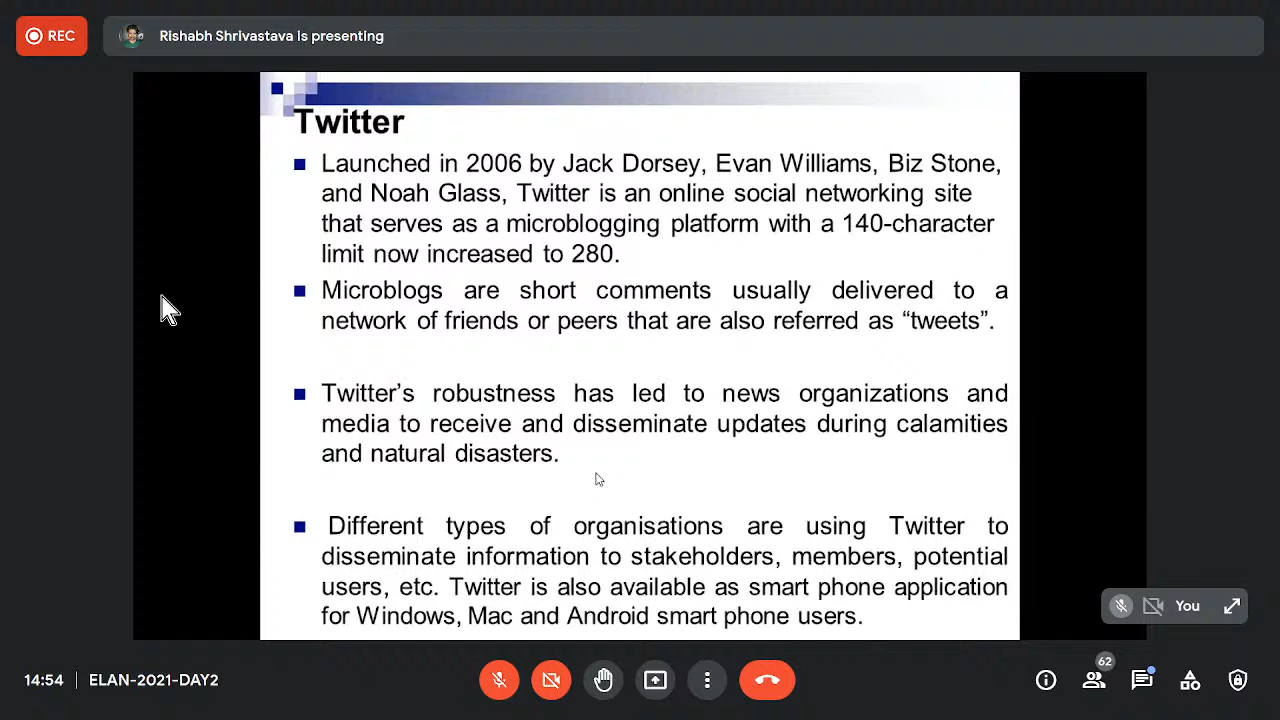 REC
Rishabh Shrivastava is presenting
Twitter
Launched in 2006 by Jack Dorsey, Evan Williams, Biz Stone,
and Noah Glass, Twitter is an online social networking site
that serves as a microblogging platform with a 140-character
limit now increased to 280.
Microblogs are short comments usually delivered to a
network of friends or peers that are also referred as “tweets”.
Twitter’s robustness has led to news organizations and
media to receive and disseminate updates during calamities
and natural disasters.
Different types of organisations are using Twitter to
disseminate information to stakeholders, members, potential
users, etc. Twitter is also available as smart phone application
for Windows, Mac and Android smart phone users.
You
62
14:54 ELAN-2021-DAY2